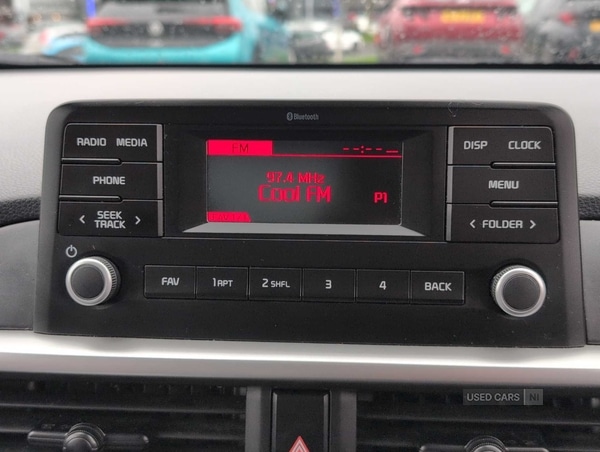 Bluetooth
RADIO MEDIA
PHONE
SEEK
TRACK
FM
--:--
97.4 MHz
Cool FM
P1
DISP CLOCK
MENU
FOLDER
FAV
1 RPT
2 SHFL
3
4
BACK
USED CARS NI